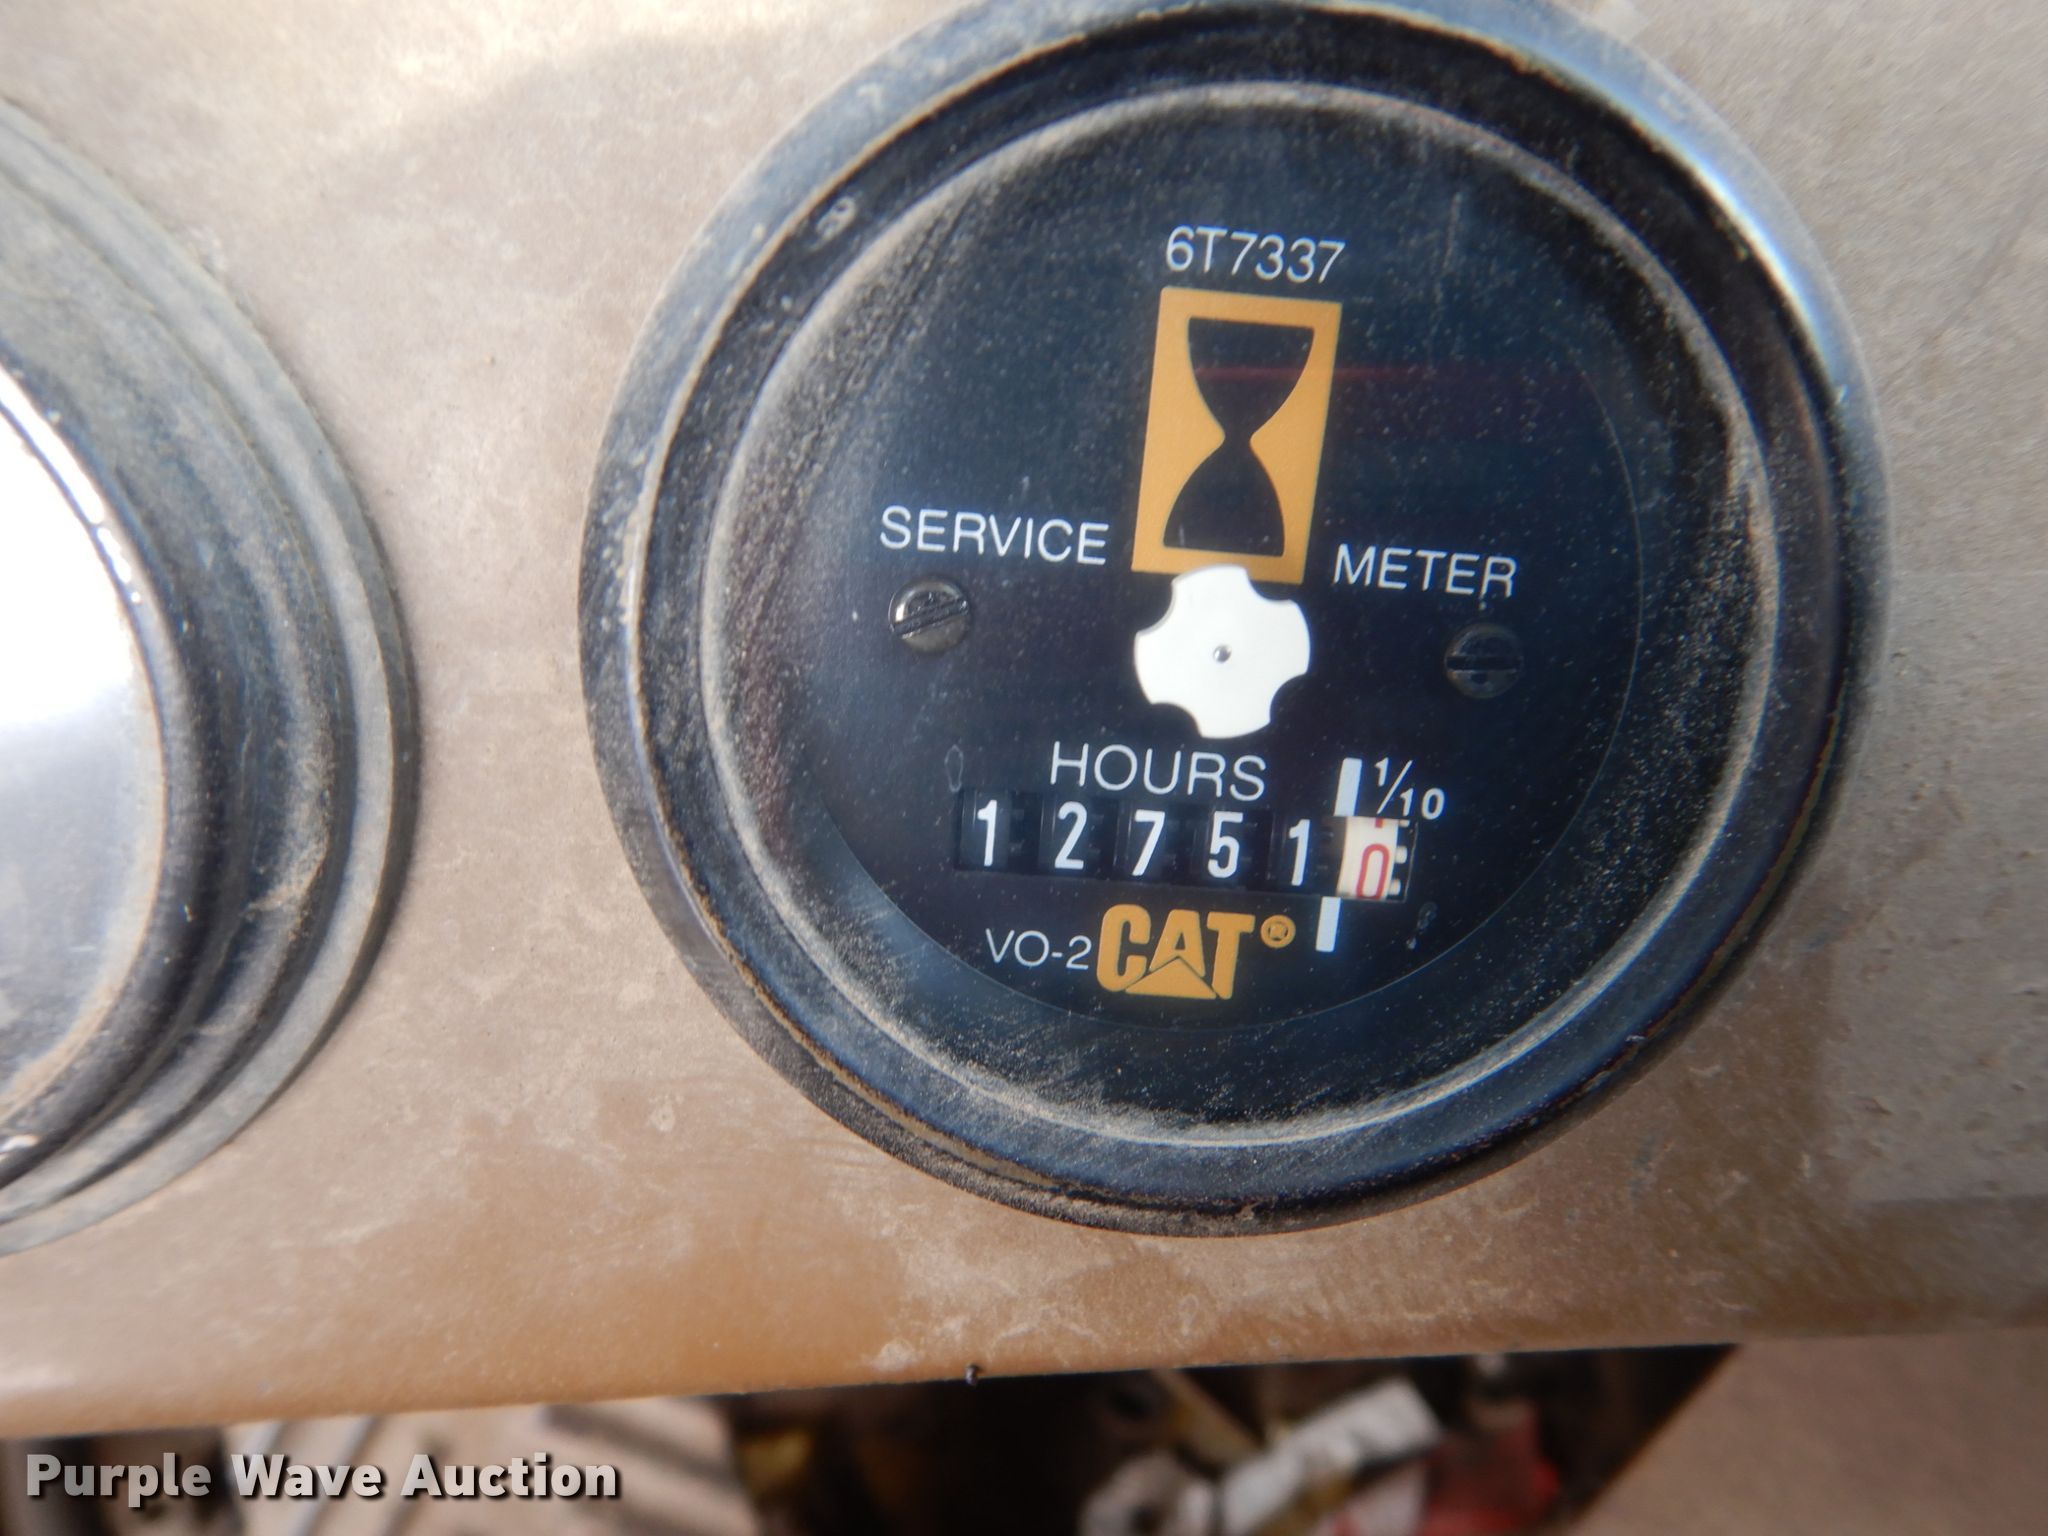 6T7337
SERVICE METER
HOURS 1/10
1 2 7 5 1 0
VO-2 CAT®
Purple Wave Auction